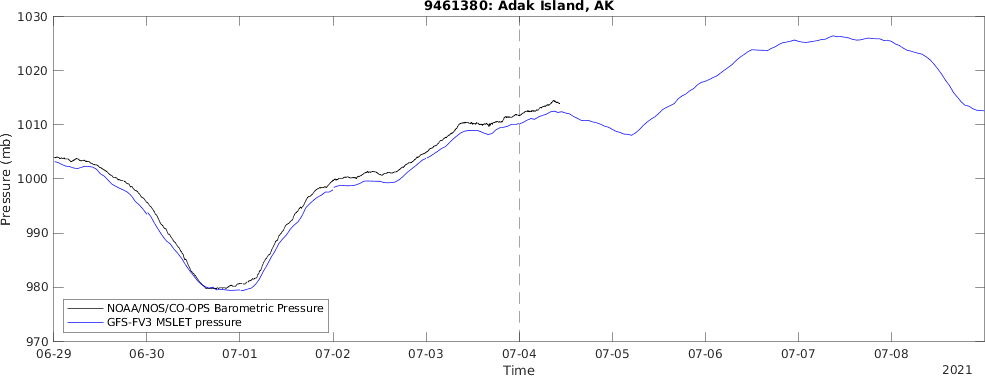 9461380: Adak Island, AK
1030
1020
1010
1000
990
980
970
Pressure (mb)
NOAA/NOS/CO-OPS Barometric Pressure
GFS-FV3 MSLET pressure
06-29 06-30 07-01 07-02 07-03 07-04 07-05 07-06 07-07 07-08
Time
2021